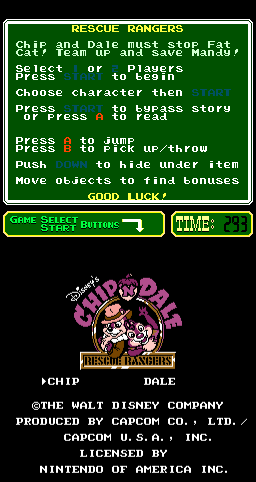 RESCUE RANGERS
Chip and Dale must stop Fat
Cat! Team up and save Mandy!
Select 1 or 2 Players
Press START to begin
Choose character then START
Press START to bypass story
or press A to read
Press A to jump
Press B to pick up/throw
Push DOWN to hide under item
Move objects to find bonuses
GOOD LUCK!
GAME SELECT
START BUTTONS
TIME: 293
Disney's
CHIP 'N DALE
RESCUE RANGERS
CHIP DALE
©THE WALT DISNEY COMPANY
PRODUCED BY CAPCOM CO., LTD./
CAPCOM U.S.A., INC.
LICENSED BY
NINTENDO OF AMERICA INC.